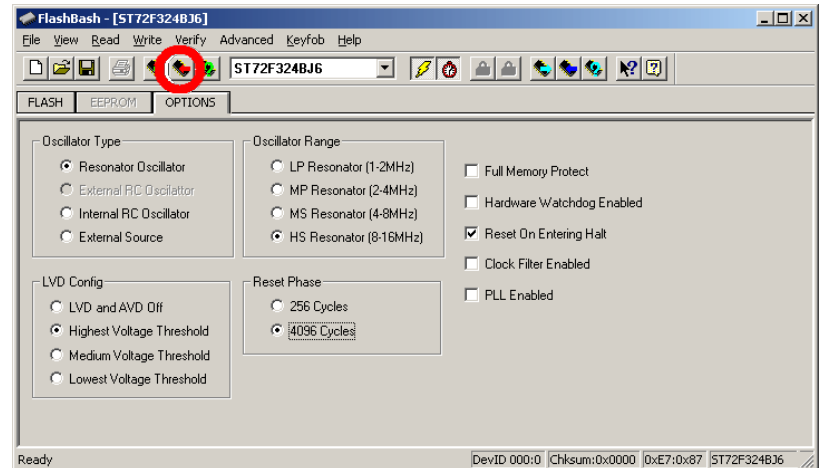 FlashBash - [ST72F324BJ6]
File View Read Write Verify Advanced Keyfob Help
ST72F324BJ6
FLASH EEPROM OPTIONS
Oscillator Type
Resonator Oscillator
External RC Oscilattor
Internal RC Oscillator
External Source
Oscillator Range
LP Resonator (1-2MHz)
MP Resonator (2-4MHz)
MS Resonator (4-8MHz)
HS Resonator (8-16MHz)
Full Memory Protect
Hardware Watchdog Enabled
Reset On Entering Halt
Clock Filter Enabled
PLL Enabled
LVD Config
LVD and AVD Off
Highest Voltage Threshold
Medium Voltage Threshold
Lowest Voltage Threshold
Reset Phase
256 Cycles
4096 Cycles
Ready DevID 000:0 Chksum:0x0000 0xE7:0x87 ST72F324BJ6